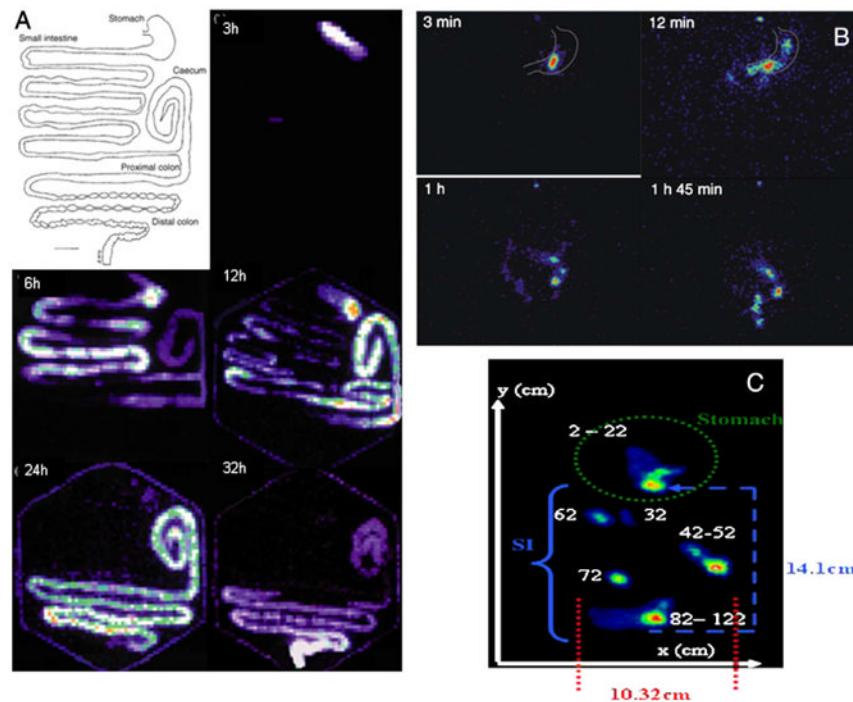 A
Stomach
Small intestine
Caecum
Proximal colon
Distal colon
3h
6h
12h
24h
32h
B
3 min
12 min
1 h
1 h 45 min
C
y (cm)
Stomach
2 – 22
62
32
42-52
SI
72
14.1cm
82– 122
x (cm)
10.32cm